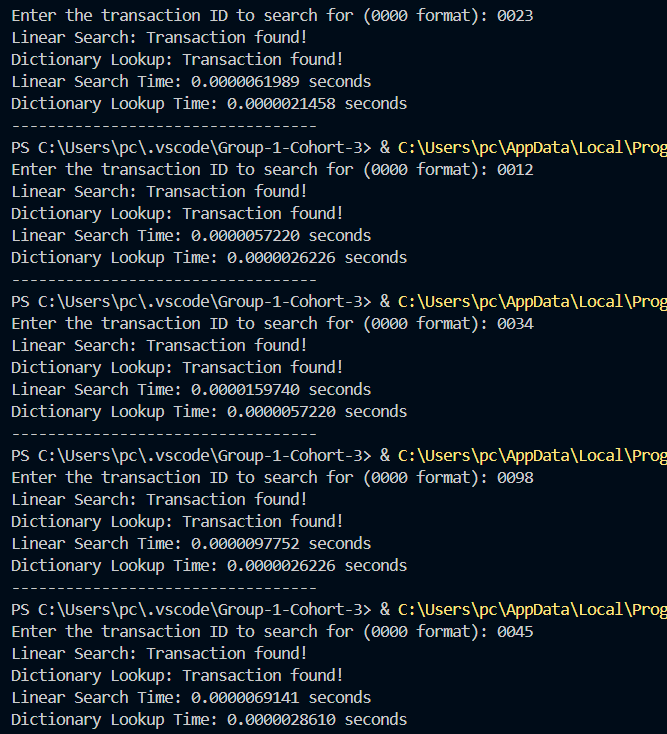 Enter the transaction ID to search for (0000 format): 0023
Linear Search: Transaction found!
Dictionary Lookup: Transaction found!
Linear Search Time: 0.0000061989 seconds
Dictionary Lookup Time: 0.0000021458 seconds
----------------------------------
PS C:\Users\pc\.vscode\Group-1-Cohort-3> & C:\Users\pc\AppData\Local\Prog
Enter the transaction ID to search for (0000 format): 0012
Linear Search: Transaction found!
Dictionary Lookup: Transaction found!
Linear Search Time: 0.0000057220 seconds
Dictionary Lookup Time: 0.0000026226 seconds
----------------------------------
PS C:\Users\pc\.vscode\Group-1-Cohort-3> & C:\Users\pc\AppData\Local\Prog
Enter the transaction ID to search for (0000 format): 0034
Linear Search: Transaction found!
Dictionary Lookup: Transaction found!
Linear Search Time: 0.0000159740 seconds
Dictionary Lookup Time: 0.0000057220 seconds
----------------------------------
PS C:\Users\pc\.vscode\Group-1-Cohort-3> & C:\Users\pc\AppData\Local\Prog
Enter the transaction ID to search for (0000 format): 0098
Linear Search: Transaction found!
Dictionary Lookup: Transaction found!
Linear Search Time: 0.0000097752 seconds
Dictionary Lookup Time: 0.0000026226 seconds
----------------------------------
PS C:\Users\pc\.vscode\Group-1-Cohort-3> & C:\Users\pc\AppData\Local\Prog
Enter the transaction ID to search for (0000 format): 0045
Linear Search: Transaction found!
Dictionary Lookup: Transaction found!
Linear Search Time: 0.0000069141 seconds
Dictionary Lookup Time: 0.0000028610 seconds